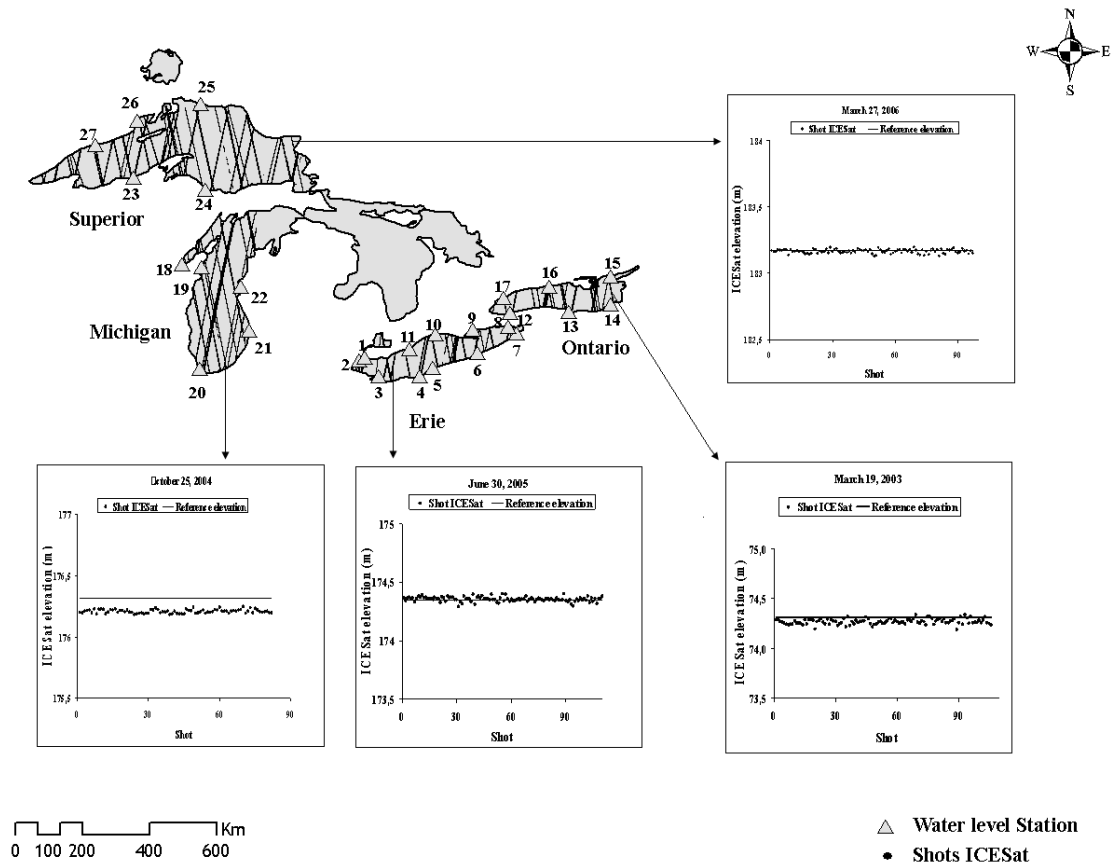 N
W E
S
25
26
27
23
24
Superior
18
19
22
Michigan
21
20
17 16 15
9 8 12 13 14
1 11 10 7
2 6
3 4 5
Ontario
Erie
March 27, 2006
Shot ICESat Reference elevation
184
183,5
183
182,5
ICESat elevation (m)
0 30 60 90
Shot
October 25, 2004
Shot ICESat Reference elevation
177
176,5
176
175,5
ICESat elevation (m)
0 30 60 90
Shot
June 30, 2005
Shot ICESat Reference elevation
175
174,5
174
173,5
ICESat elevation (m)
0 30 60 90
Shot
March 19, 2003
Shot ICESat Reference elevation
75,0
74,5
74,0
73,5
ICESat elevation (m)
0 30 60 90
Shot
Km
0 100 200 400 600
Water level Station
Shots ICESat